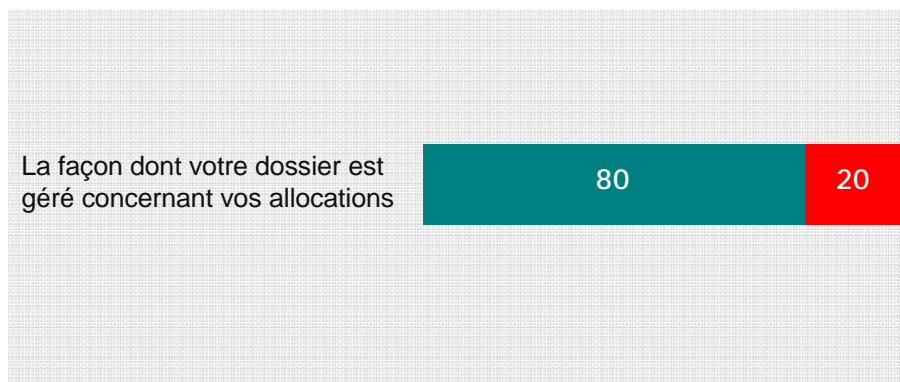 La façon dont votre dossier est
géré concernant vos allocations
80
20